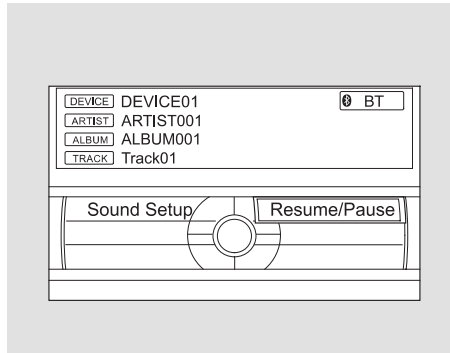 DEVICE DEVICE01 BT
ARTIST ARTIST001
ALBUM ALBUM001
TRACK Track01
Sound Setup Resume/Pause